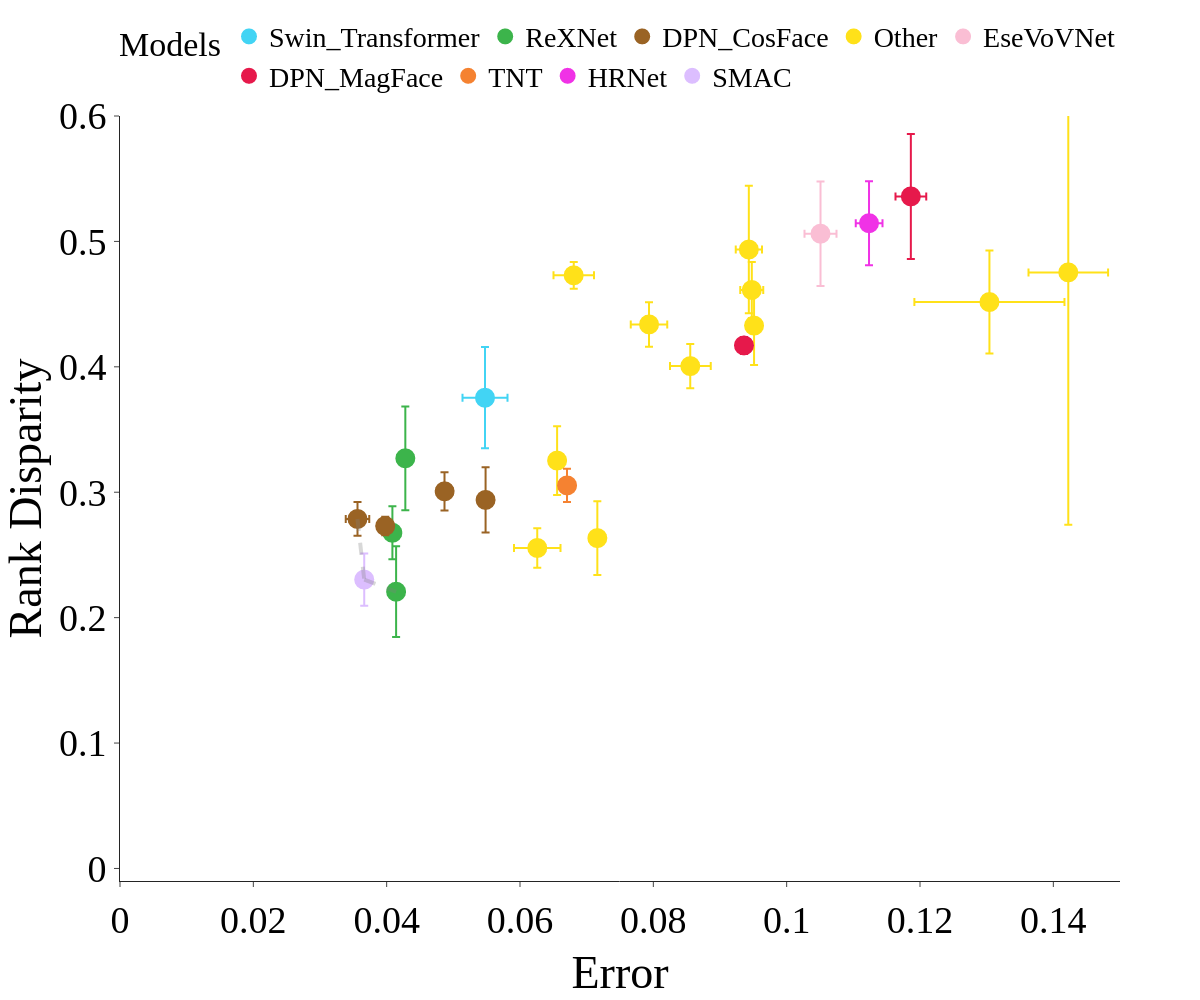 Models Swin_Transformer ReXNet DPN_CosFace Other EseVoVNet
DPN_MagFace TNT HRNet SMAC
0.6
0.5
0.4
0.3
0.2
0.1
0
Rank Disparity
0 0.02 0.04 0.06 0.08 0.1 0.12 0.14
Error